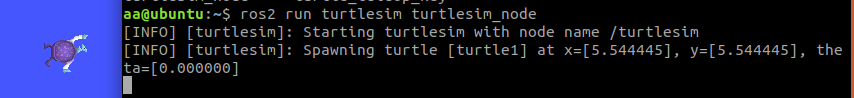 aa@ubuntu:~$ ros2 run turtlesim turtlesim_node
[INFO] [turtlesim]: Starting turtlesim with node name /turtlesim
[INFO] [turtlesim]: Spawning turtle [turtle1] at x=[5.544445], y=[5.544445], the
ta=[0.000000]